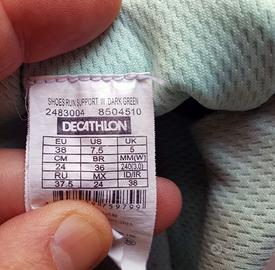 SHOES RUN SUPPORT W DARK GREEN
2483004 8504510
DECATHLON
EU US UK
38 7.5 5
CM BR MM(W)
24 36 240(3.0)
RU MX ID/IR
37.5 24 38